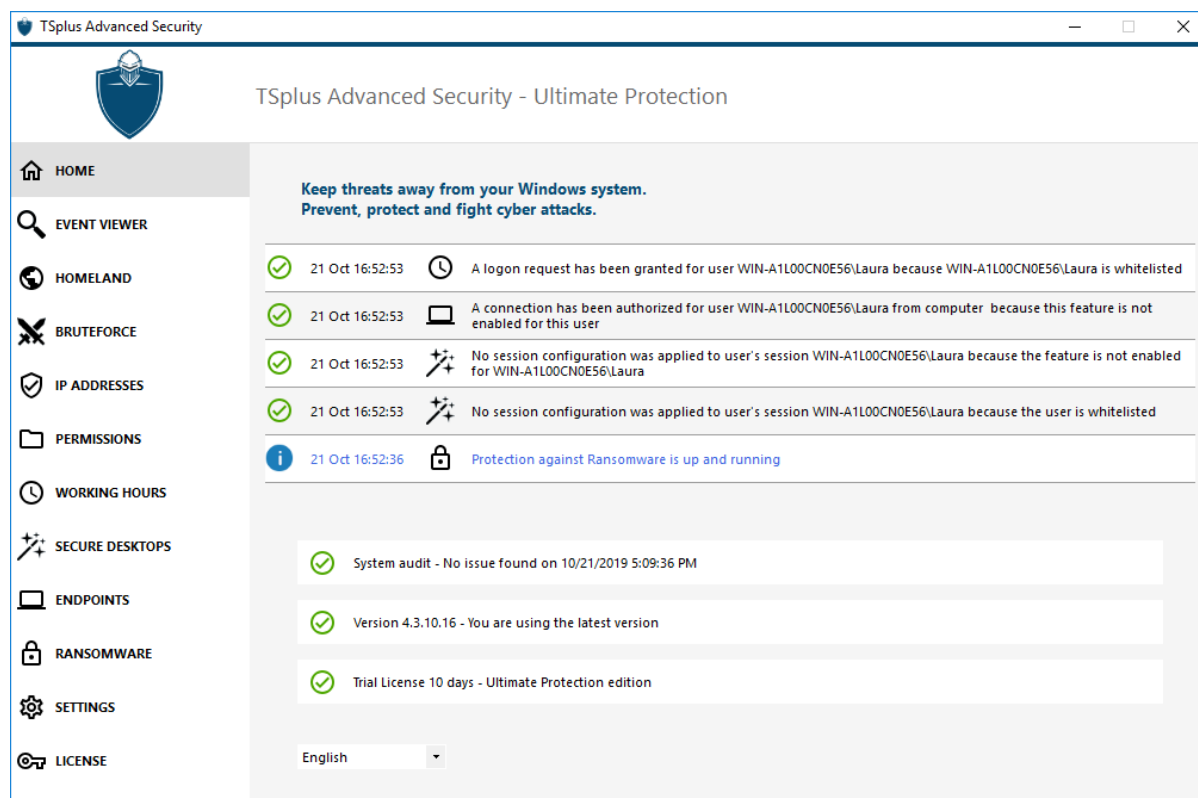 TSplus Advanced Security
TSplus Advanced Security - Ultimate Protection
HOME
EVENT VIEWER
HOMELAND
BRUTEFORCE
IP ADDRESSES
PERMISSIONS
WORKING HOURS
SECURE DESKTOPS
ENDPOINTS
RANSOMWARE
SETTINGS
LICENSE
Keep threats away from your Windows system.
Prevent, protect and fight cyber attacks.
21 Oct 16:52:53 A logon request has been granted for user WIN-A1L00CN0E56\Laura because WIN-A1L00CN0E56\Laura is whitelisted
21 Oct 16:52:53 A connection has been authorized for user WIN-A1L00CN0E56\Laura from computer  because this feature is not
enabled for this user
21 Oct 16:52:53 No session configuration was applied to user's session WIN-A1L00CN0E56\Laura because the feature is not enabled
for WIN-A1L00CN0E56\Laura
21 Oct 16:52:53 No session configuration was applied to user's session WIN-A1L00CN0E56\Laura because the user is whitelisted
21 Oct 16:52:36 Protection against Ransomware is up and running
System audit - No issue found on 10/21/2019 5:09:36 PM
Version 4.3.10.16 - You are using the latest version
Trial License 10 days - Ultimate Protection edition
English